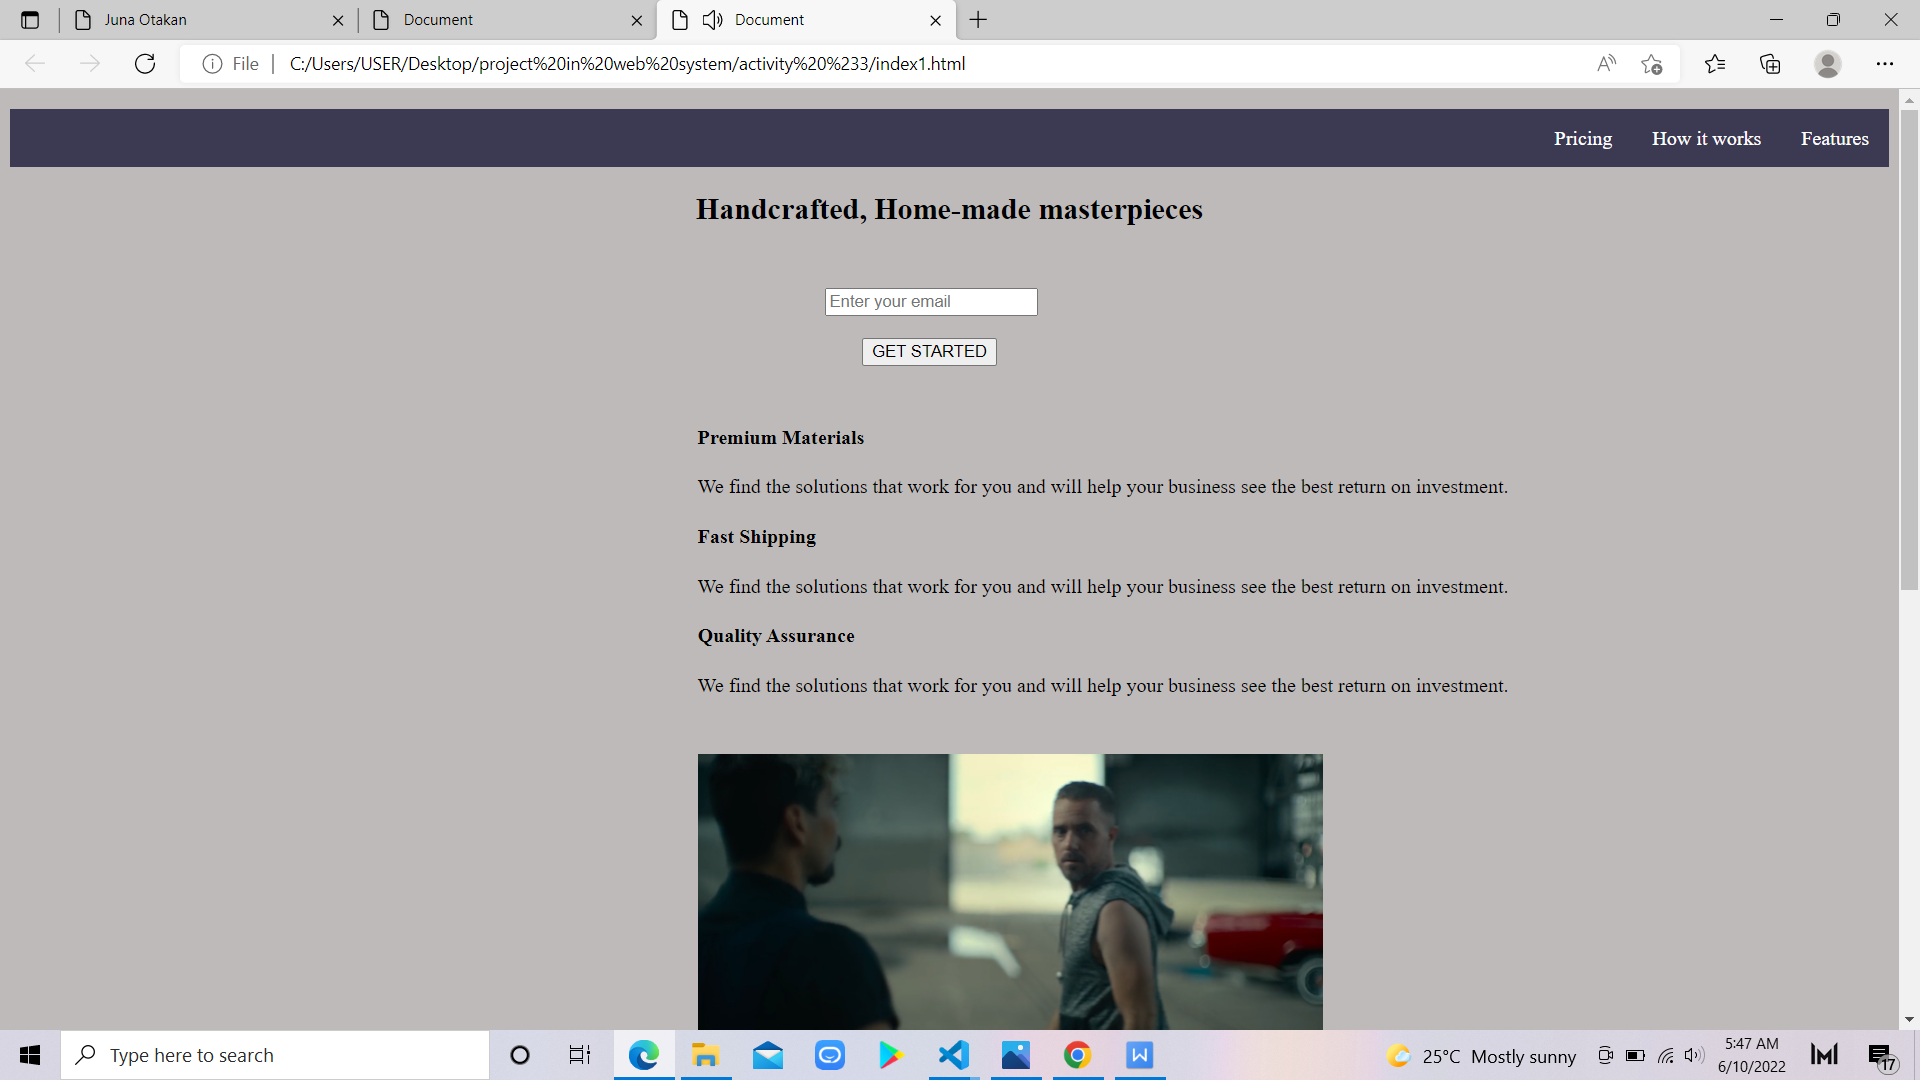 Juna Otakan
Document
Document
File
C:/Users/USER/Desktop/project%20in%20web%20system/activity%20%233/index1.html
Pricing
How it works
Features
Handcrafted, Home-made masterpieces
Enter your email
GET STARTED
Premium Materials
We find the solutions that work for you and will help your business see the best return on investment.
Fast Shipping
We find the solutions that work for you and will help your business see the best return on investment.
Quality Assurance
We find the solutions that work for you and will help your business see the best return on investment.
Type here to search
25°C Mostly sunny
5:47 AM
6/10/2022
17